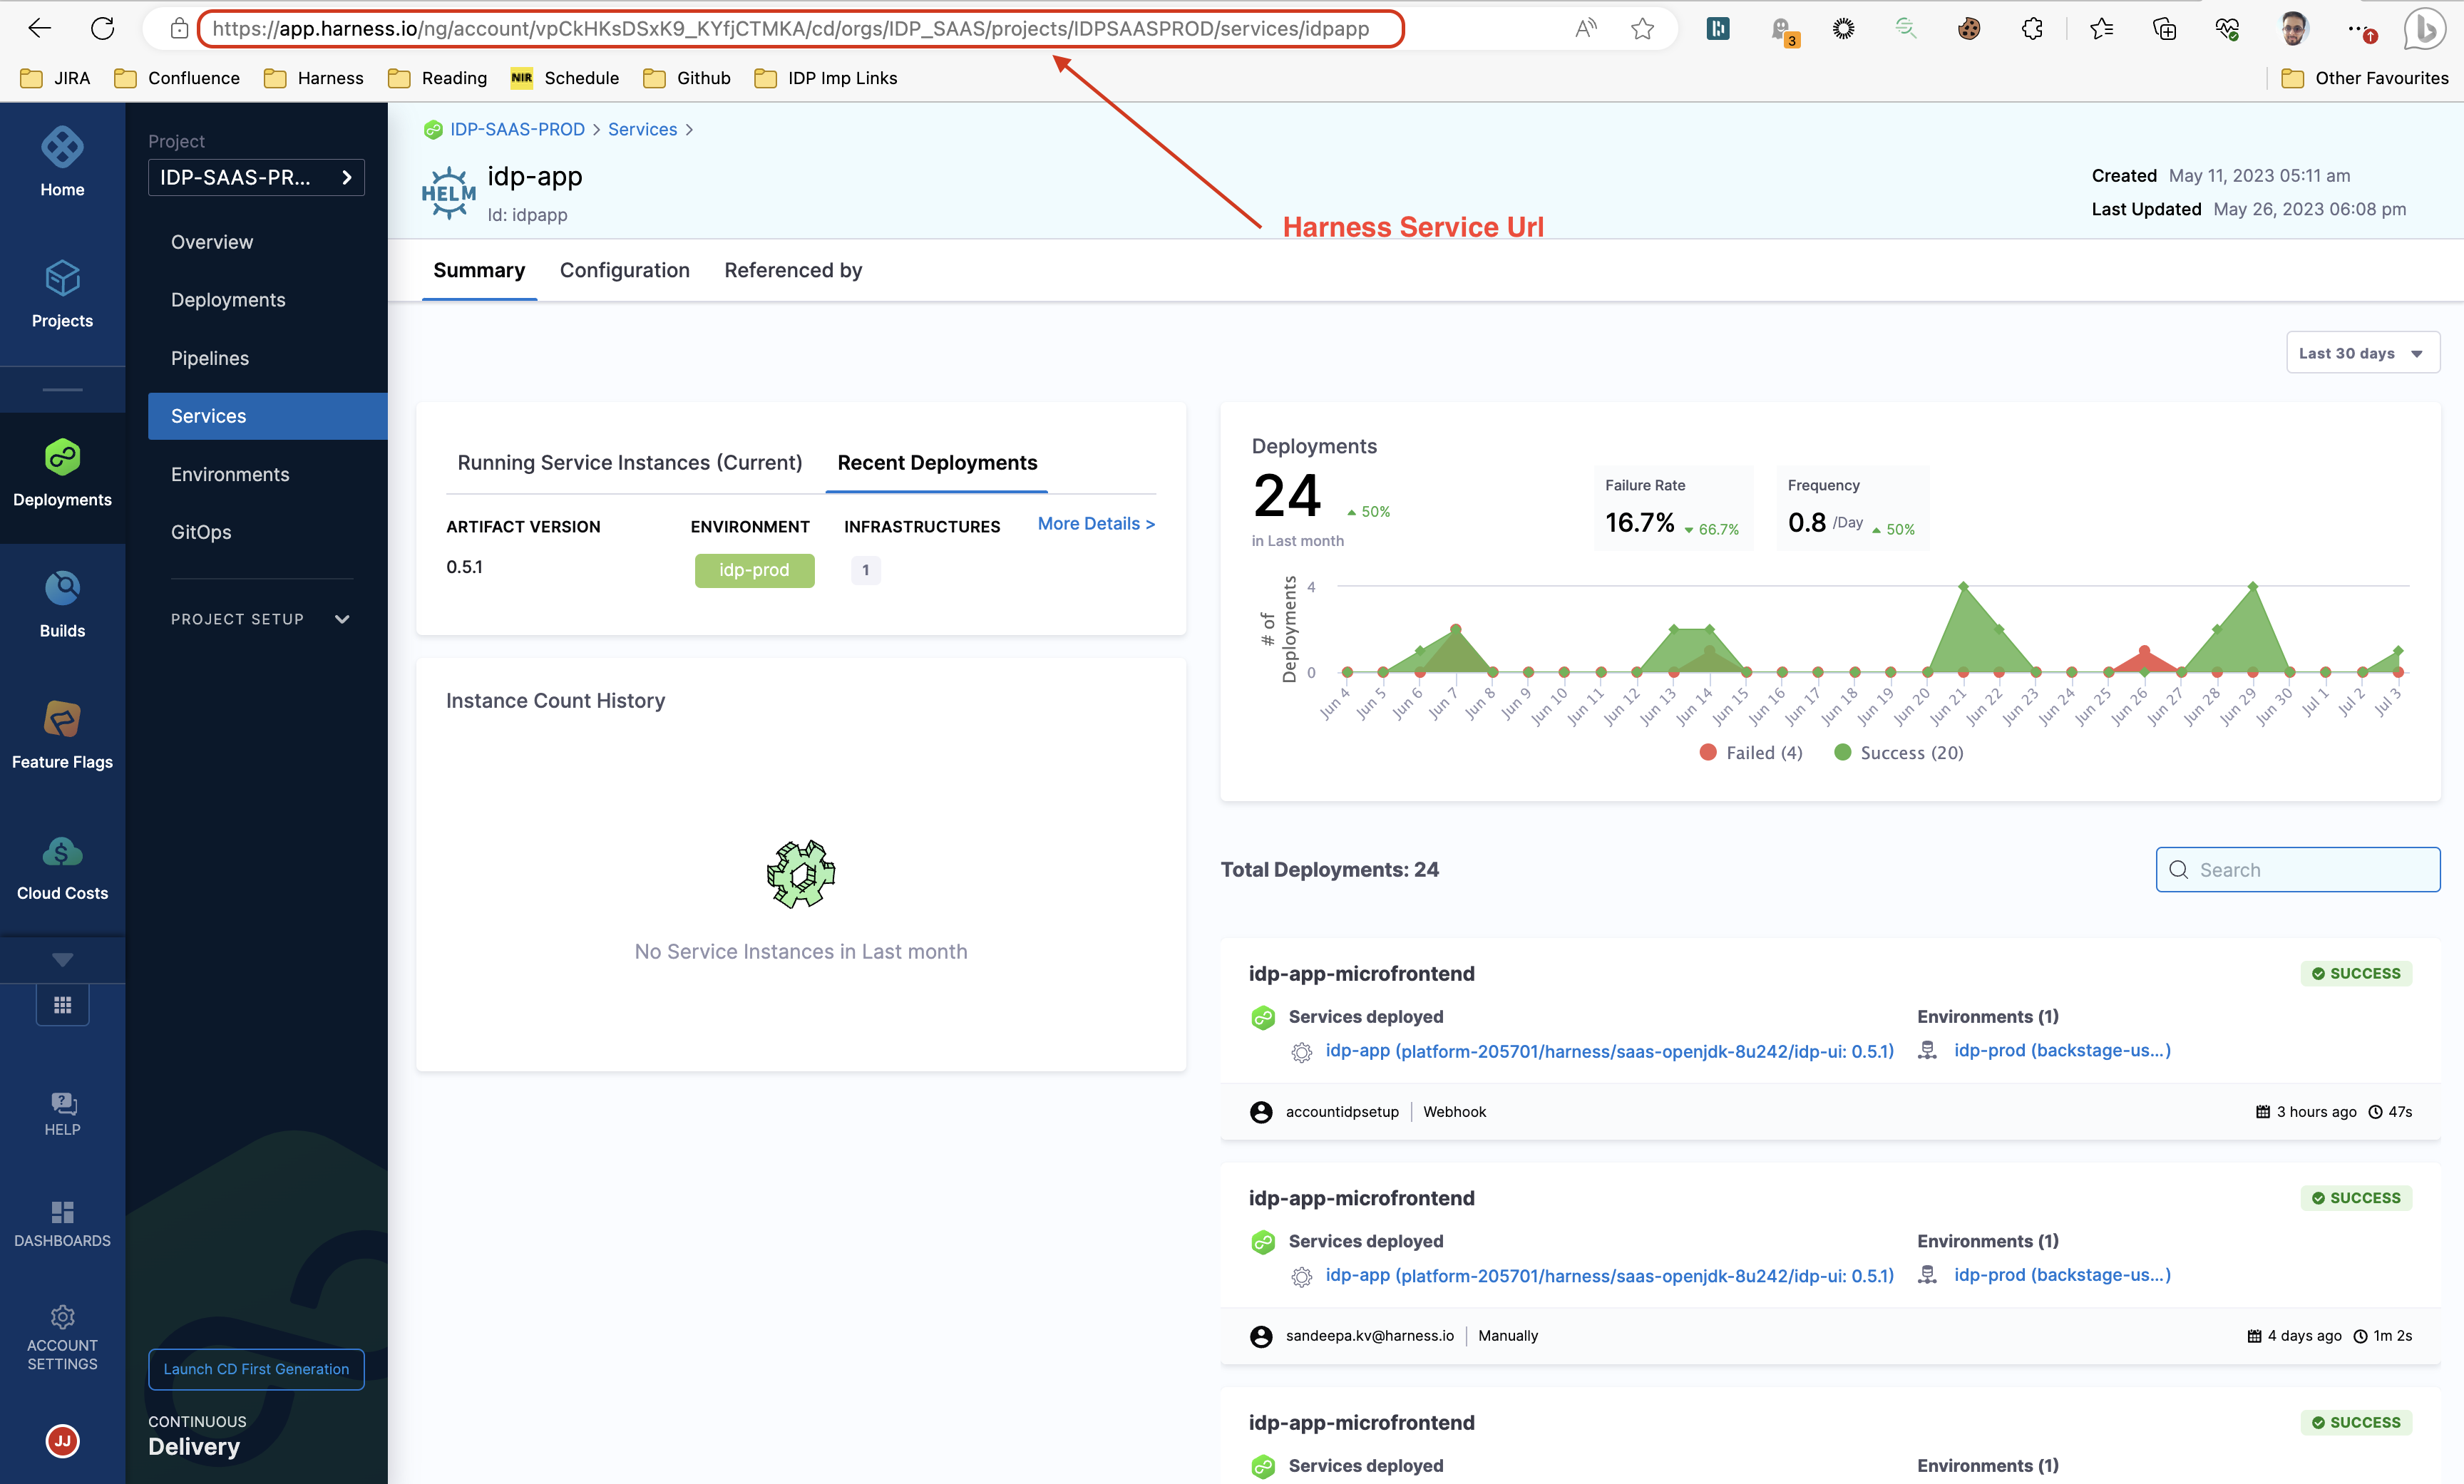 https://app.harness.io/ng/account/vpCkHKsDSxK9_KYfjCTMKA/cd/orgs/IDP_SAAS/projects/IDPSAASPROD/services/idpapp
3
JIRA
Confluence
Harness
Reading
NIR Schedule
Github
IDP Imp Links
Other Favourites
Home
Projects
Deployments
Builds
Feature Flags
Cloud Costs
HELP
DASHBOARDS
ACCOUNT
SETTINGS
JJ
Project
IDP-SAAS-PR...
Overview
Deployments
Pipelines
Services
Environments
GitOps
PROJECT SETUP
Launch CD First Generation
CONTINUOUS
Delivery
IDP-SAAS-PROD > Services >
HELM
idp-app
Id: idpapp
Harness Service Url
Created May 11, 2023 05:11 am
Last Updated May 26, 2023 06:08 pm
Summary Configuration Referenced by
Last 30 days
Running Service Instances (Current) Recent Deployments
ARTIFACT VERSION ENVIRONMENT INFRASTRUCTURES More Details >
0.5.1 idp-prod 1
Instance Count History
No Service Instances in Last month
Deployments
24 50%
in Last month
Failure Rate
16.7% 66.7%
Frequency
0.8 /Day 50%
# of
Deployments
4
0
Jun 4 Jun 5 Jun 6 Jun 7 Jun 8 Jun 9 Jun 10 Jun 11 Jun 12 Jun 13 Jun 14 Jun 15 Jun 16 Jun 17 Jun 18 Jun 19 Jun 20 Jun 21 Jun 22 Jun 23 Jun 24 Jun 25 Jun 26 Jun 27 Jun 28 Jun 29 Jun 30 Jul 1 Jul 2 Jul 3
Failed (4) Success (20)
Total Deployments: 24
Search
idp-app-microfrontend SUCCESS
Services deployed Environments (1)
idp-app (platform-205701/harness/saas-openjdk-8u242/idp-ui: 0.5.1) idp-prod (backstage-us...)
accountidpsetup | Webhook 3 hours ago 47s
idp-app-microfrontend SUCCESS
Services deployed Environments (1)
idp-app (platform-205701/harness/saas-openjdk-8u242/idp-ui: 0.5.1) idp-prod (backstage-us...)
sandeepa.kv@harness.io | Manually 4 days ago 1m 2s
idp-app-microfrontend SUCCESS
Services deployed Environments (1)